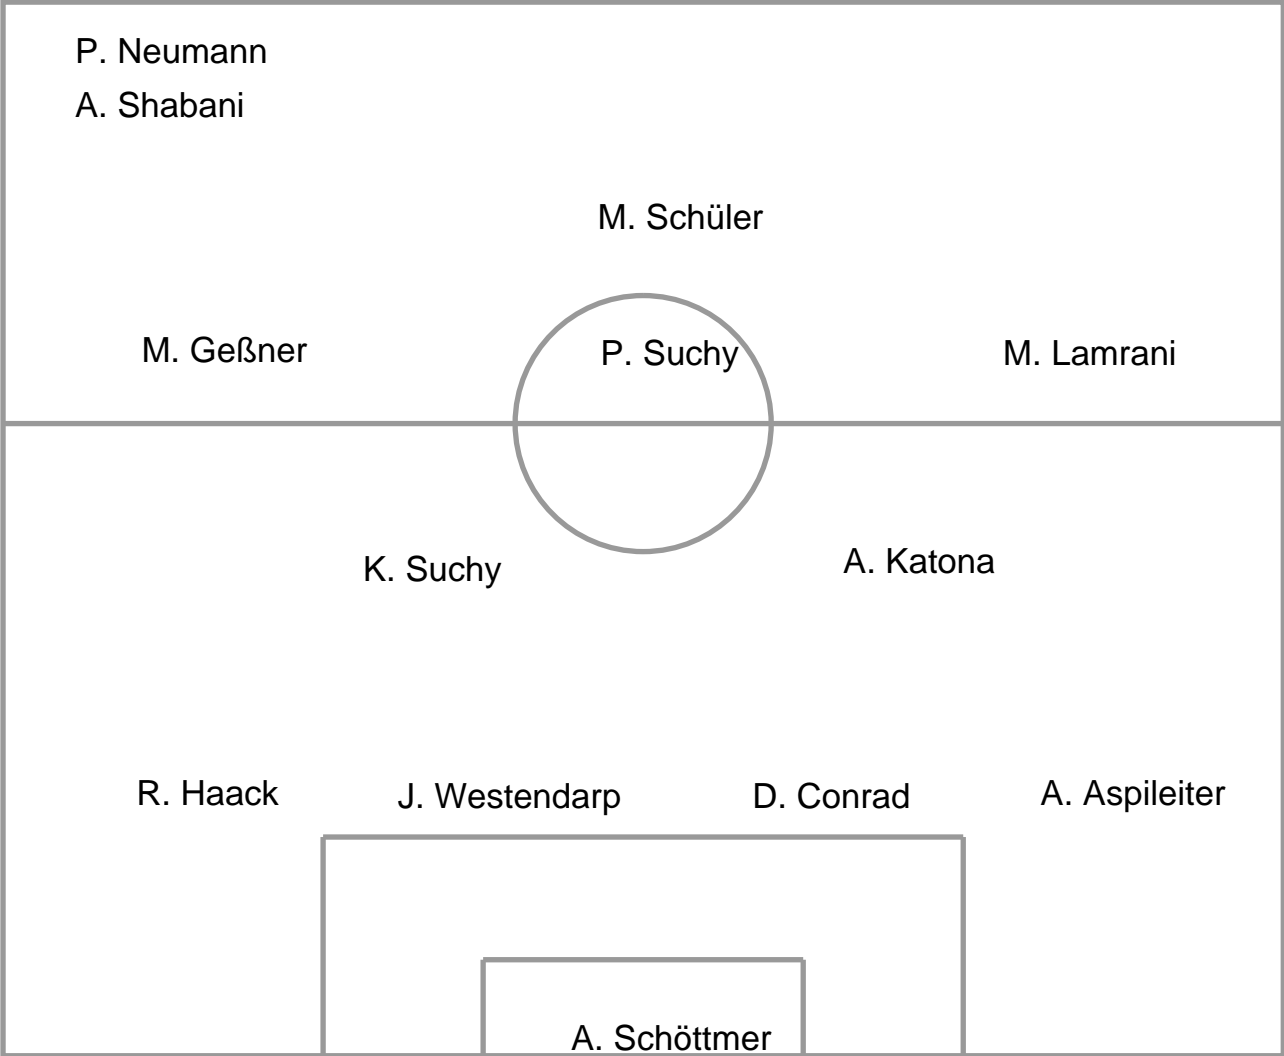 P. Neumann
A. Shabani
M. Schüler
M. Geßner
P. Suchy
M. Lamrani
K. Suchy
A. Katona
R. Haack
J. Westendarp
D. Conrad
A. Aspileiter
A. Schöttmer